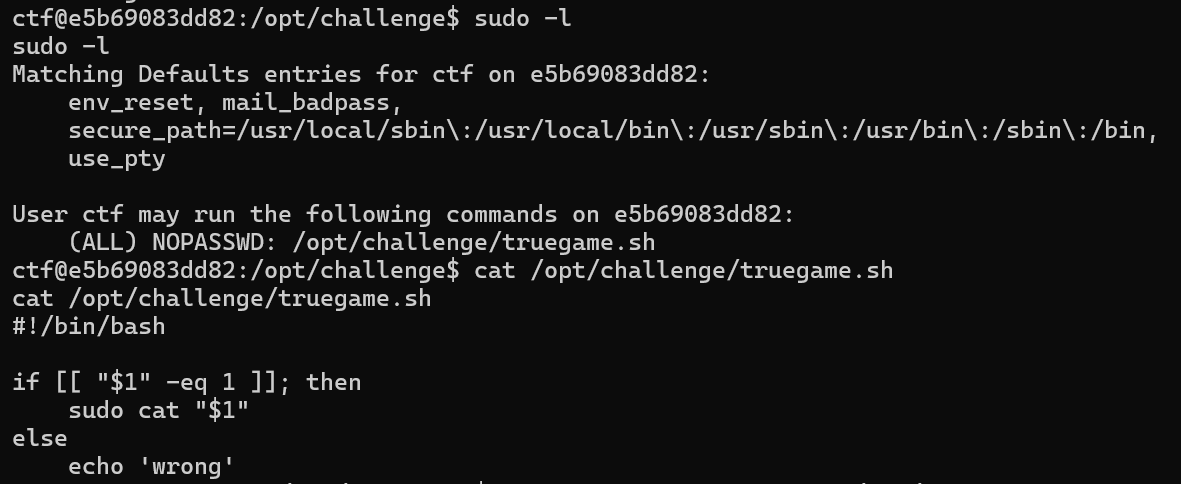 ctf@e5b69083dd82:/opt/challenge$ sudo -l
sudo -l
Matching Defaults entries for ctf on e5b69083dd82:
    env_reset, mail_badpass,
    secure_path=/usr/local/sbin\:/usr/local/bin\:/usr/sbin\:/usr/bin\:/sbin\:/bin,
    use_pty

User ctf may run the following commands on e5b69083dd82:
    (ALL) NOPASSWD: /opt/challenge/truegame.sh
ctf@e5b69083dd82:/opt/challenge$ cat /opt/challenge/truegame.sh
cat /opt/challenge/truegame.sh
#!/bin/bash

if [[ "$1" -eq 1 ]]; then
    sudo cat "$1"
else
    echo 'wrong'